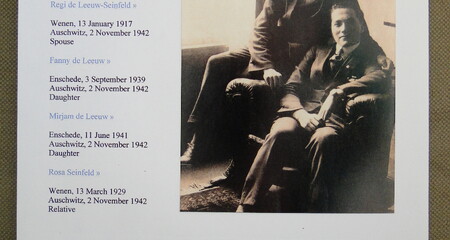 Regi de Leeuw-Seinfeld »
Wenen, 13 January 1917
Auschwitz, 2 November 1942
Spouse
Fanny de Leeuw »
Enschede, 3 September 1939
Auschwitz, 2 November 1942
Daughter
Mirjam de Leeuw »
Enschede, 11 June 1941
Auschwitz, 2 November 1942
Daughter
Rosa Seinfeld »
Wenen, 13 March 1929
Auschwitz, 2 November 1942
Relative